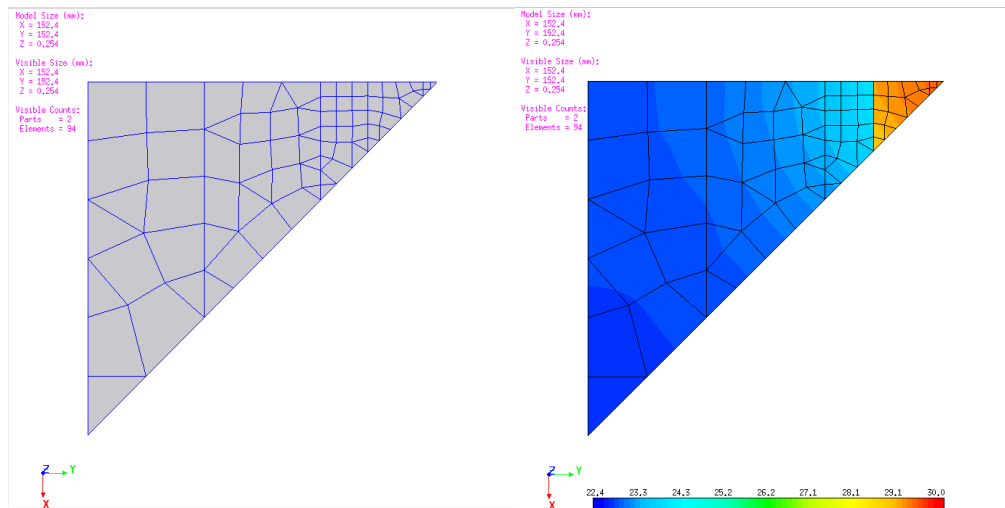 Model Size (mm):
X = 152.4
Y = 152.4
Z = 0.254
Visible Size (mm):
X = 152.4
Y = 152.4
Z = 0.254
Visible Counts:
Parts = 2
Elements = 94
Z
Y
X
Model Size (mm):
X = 152.4
Y = 152.4
Z = 0.254
Visible Size (mm):
X = 152.4
Y = 152.4
Z = 0.254
Visible Counts:
Parts = 2
Elements = 94
Z
Y
X
22.4 23.3 24.3 25.2 26.2 27.1 28.1 29.1 30.0